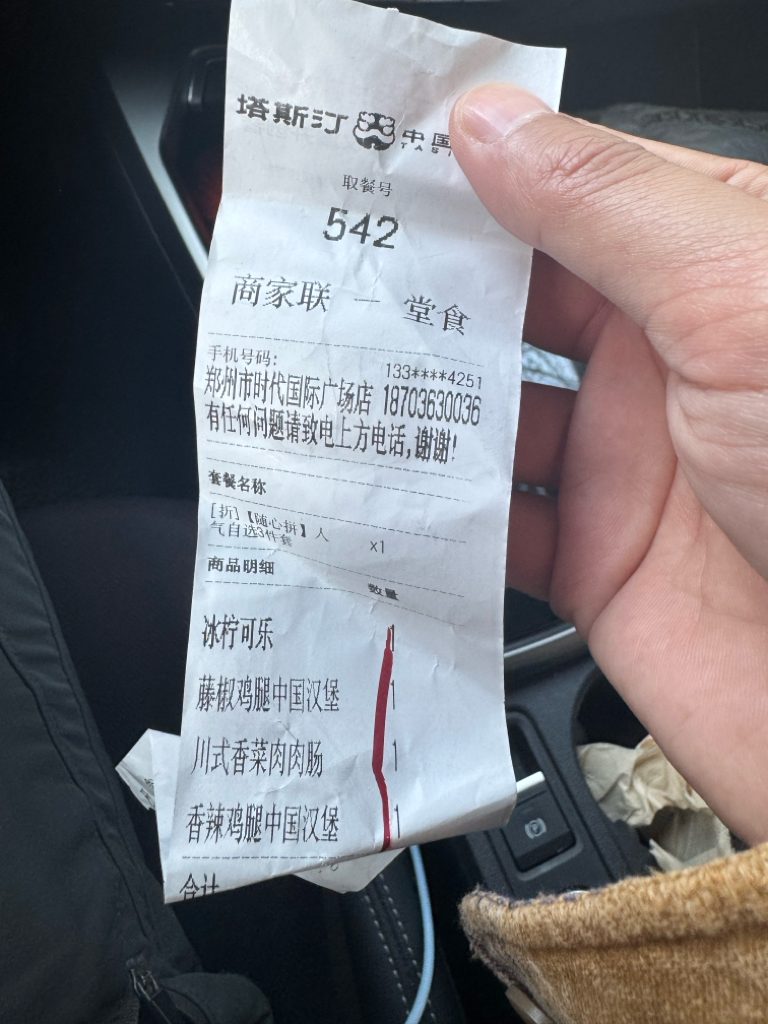 塔斯汀 中国
TAST
取餐号
542
商家联 — 堂食
手机号码: 133****4251
郑州市时代国际广场店 18703630036
有任何问题请致电上方电话,谢谢!
套餐名称
[折]【随心拼】人
气自选3件套 x1
商品明细 数量
冰柠可乐 1
藤椒鸡腿中国汉堡 1
川式香菜肉肉肠 1
香辣鸡腿中国汉堡 1
合计